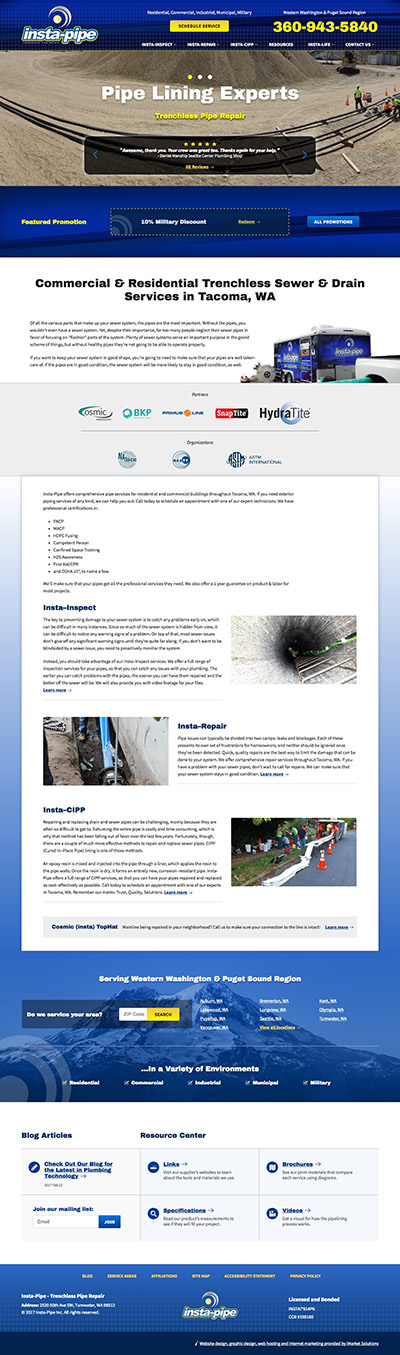 Residential, Commercial, Industrial, Municipal, Military
Western Washington & Puget Sound Region
insta-pipe
SCHEDULE SERVICE
360-943-5840
INSTA-INSPECT
INSTA-REPAIR
INSTA-CIPP
RESOURCES
INSTA-LIFE
CONTACT US
Pipe Lining Experts
Trenchless Pipe Repair
"Awesome, thank you. Your crew was great too. Thanks again for your help."
- Daniel Manship Seattle Center Plumbing Shop
All Reviews →
Featured Promotion
10% Military Discount
Redeem →
ALL PROMOTIONS
Commercial & Residential Trenchless Sewer & Drain
Services in Tacoma, WA
Of all the various parts that make up your sewer system, the pipes are the most important. Without the pipes, you
wouldn't even have a sewer system. Yet, despite their importance, far too many people neglect their sewer pipes in
favor of focusing on "flashier" parts of the system. Plenty of sewer systems serve an important purpose in the grand
scheme of things, but without healthy pipes they're not going to be able to operate properly.
If you want to keep your sewer system in good shape, you're going to need to make sure that your pipes are well taken-
care of. If the pipes are in good condition, the sewer system will be more likely to stay in good condition, as well.
insta-pipe
Partners
Cosmic
BKP
PRIMUS LINE
SnapTite
HydraTite
Organizations
NASTT
NASSCO
ASTM
ASTM
INTERNATIONAL
Insta-Pipe offers comprehensive pipe services for residential and commercial buildings throughout Tacoma, WA. If you need exterior
piping services of any kind, we can help you out. Call today to schedule an appointment with one of our expert technicians. We have
professional certifications in:
• PACP
• MACP
• HDPE Fusing
• Competent Person
• Confined Space Training
• H2S Awareness
• First Aid/CPR
• and OSHA 10", to name a few.
We'll make sure that your pipes get all the professional services they need. We also offer a 1 year guarantee on product & labor for
most projects.
Insta-Inspect
The key to preventing damage to your sewer system is to catch any problems early on, which
can be difficult in many instances. Since so much of the sewer system is hidden from view, it
can be difficult to notice any warning signs of a problem. On top of that, most sewer issues
don't give off any significant warning signs until they're quite far along. If you don't want to be
blindsided by a sewer issue, you need to proactively monitor the system.
Instead, you should take advantage of our Insta-Inspect services. We offer a full range of
inspection services for your pipes, so that you can catch any issues with your plumbing. The
earlier you can catch problems with the pipes, the sooner you can have them repaired and the
better off the sewer will be. We will also provide you with video footage for your files.
Learn more →
Insta-Repair
Pipe issues can typically be divided into two camps: leaks and blockages. Each of these
presents its own set of frustrations for homeowners, and neither should be ignored once
they've been detected. Quick, quality repairs are the best way to limit the damage that can be
done to your system. We offer comprehensive repair services throughout Tacoma, WA. If you
have a problem with your sewer pipes, don't wait to call for repairs. We can make sure that
your sewer system stays in good condition. Learn more →
Insta-CIPP
Repairing and replacing drain and sewer pipes can be challenging, mainly because they are
often so difficult to get to. Exhuming the entire pipe is costly and time consuming, which is
why that method has been falling out of favor over the last few years. Fortunately, though,
there are a couple of much more effective methods to repair and replace sewer pipes. CIPP
(Cured In-Place Pipe) lining is one of those methods.
An epoxy resin is mixed and injected into the pipe through a liner, which applies the resin to
the pipe walls. Once the resin is dry, it forms an entirely new, corrosion-resistant pipe. Insta-
Pipe offers a full range of CIPP services, so that you can have your pipes repaired and replaced
as cost-effectively as possible. Call today to schedule an appointment with one of our experts
in Tacoma, WA. Remember our motto: Trust, Quality, Solutions. Learn more →
Cosmic (Insta) TopHat
Mainline being repaired in your neighborhood? Call us to make sure your connection to the line is intact!
Learn more →
Serving Western Washington & Puget Sound Region
Do we service your area?
ZIP Code
SEARCH
Auburn, WA
Bremerton, WA
Kent, WA
Lakewood, WA
Longview, WA
Olympia, WA
Puyallup, WA
Seattle, WA
Tumwater, WA
Vancouver, WA
View all locations →
...In a Variety of Environments
Residential
Commercial
Industrial
Municipal
Military
Blog Articles
Resource Center
Check Out Our Blog for
the Latest in Plumbing
Technology →
2017 Feb 22
Links →
Visit our supplier's websites to learn
about the tools and materials we use.
Brochures →
See our print materials that compare
each service using diagrams.
Join our mailing list:
Email
JOIN
Specifications →
Read our product's measurements to
see if they will fit your project.
Videos →
Get a visual for how the pipelining
process works.
BLOG
SERVICE AREAS
AFFILIATIONS
SITE MAP
ACCESSIBILITY STATEMENT
PRIVACY POLICY
Insta-Pipe - Trenchless Pipe Repair
Address: 2520 50th Ave SW, Tumwater, WA 98512
© 2017 Insta-Pipe Inc. All rights reserved.
insta-pipe
Licensed and Bonded
INSTA*914P6
CC# #190180
Website design, graphic design, web hosting and internet marketing provided by iMarket Solutions